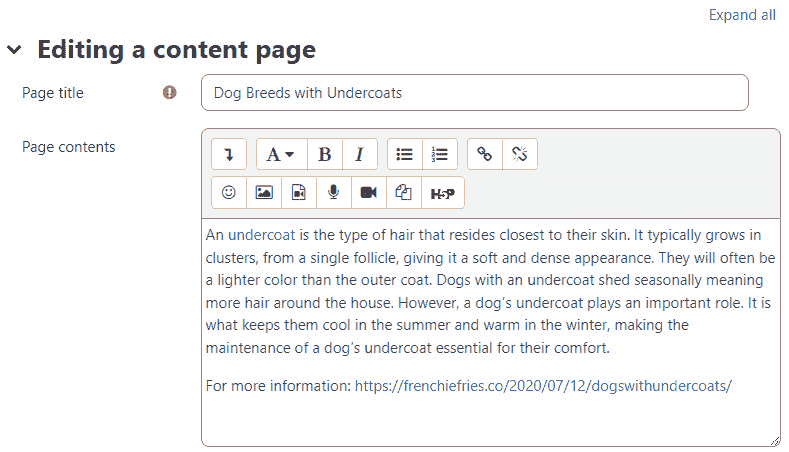 Expand all
Editing a content page
Page title
Dog Breeds with Undercoats
Page contents
A B I
H-P
An undercoat is the type of hair that resides closest to their skin. It typically grows in
clusters, from a single follicle, giving it a soft and dense appearance. They will often be
a lighter color than the outer coat. Dogs with an undercoat shed seasonally meaning
more hair around the house. However, a dog's undercoat plays an important role. It is
what keeps them cool in the summer and warm in the winter, making the
maintenance of a dog's undercoat essential for their comfort.
For more information: https://frenchiefries.co/2020/07/12/dogswithundercoats/